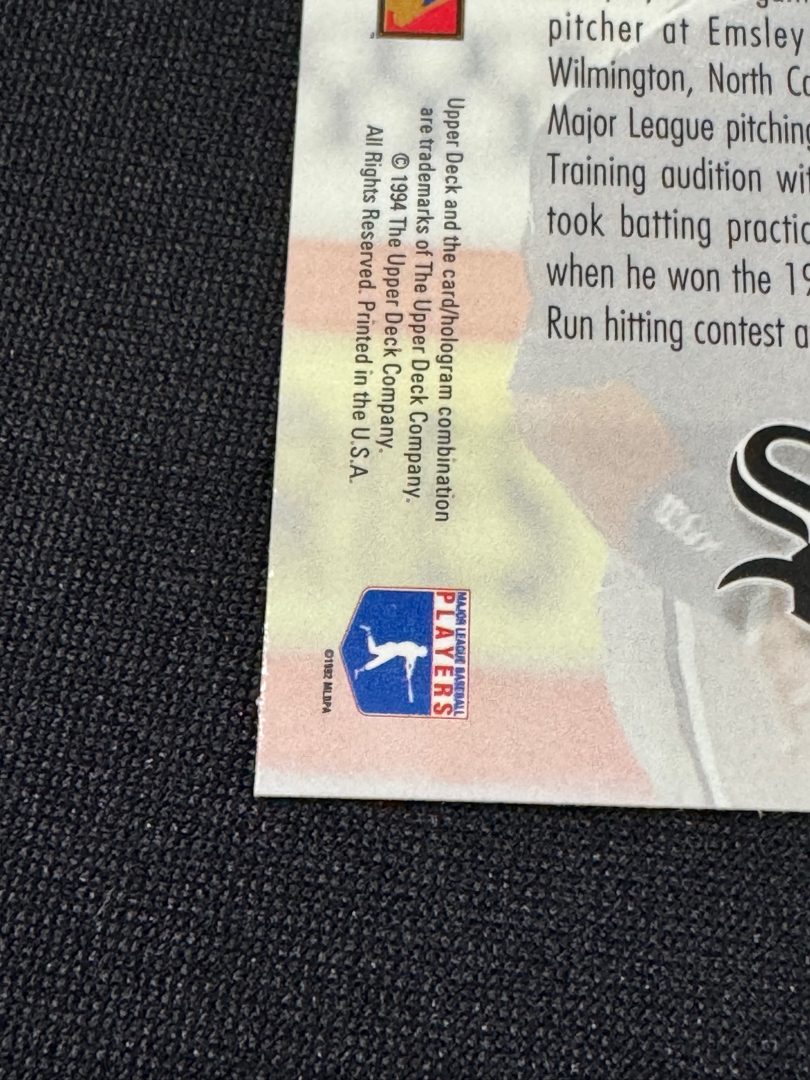 pitcher at Emsley
Wilmington, North Ca
Major League pitching
Training audition wit
took batting practic
when he won the 19
Run hitting contest a
Upper Deck and the card/hologram combination
are trademarks of The Upper Deck Company.
© 1994 The Upper Deck Company.
All Rights Reserved. Printed in the U.S.A.
MAJOR LEAGUE BASEBALL
PLAYERS
©1992 MLBPA